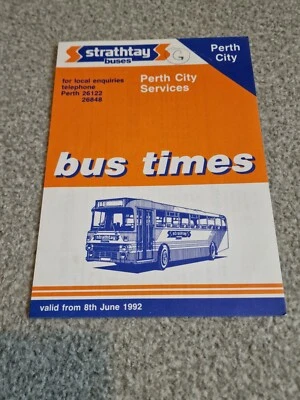 strathtay
buses
Perth
City
for local enquiries
telephone
Perth 26122
26848
Perth City
Services
bus times
valid from 8th June 1992